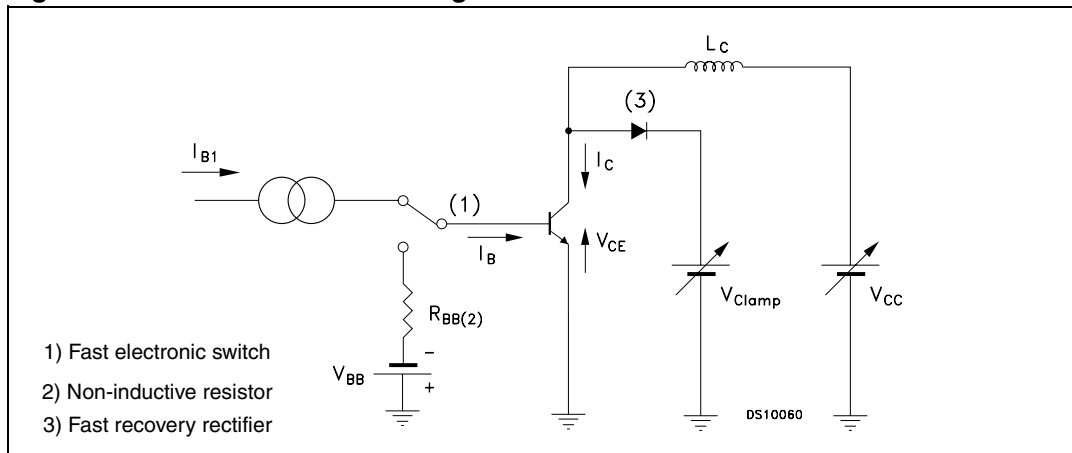 L_C
(3)
I_B1
I_C
(1)
I_B
V_CE
R_BB(2)
V_Clamp
V_CC
V_BB
−
+
1) Fast electronic switch
2) Non-inductive resistor
3) Fast recovery rectifier
DS10060